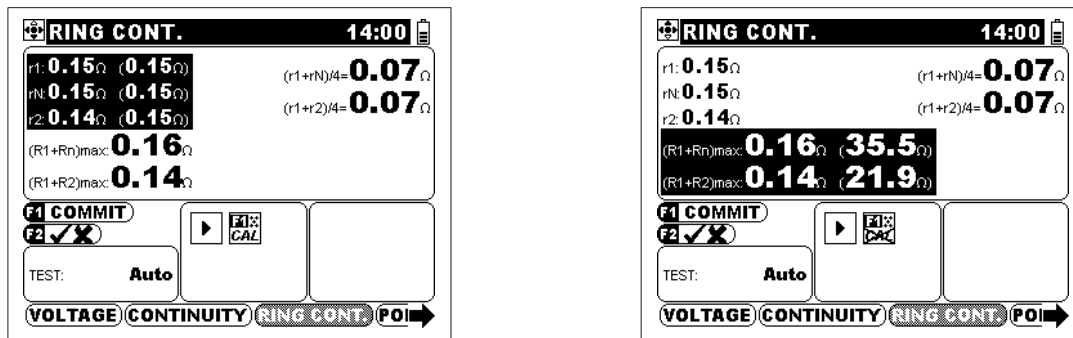 RING CONT. 14:00
r1: 0.15Ω (0.15Ω)
rN: 0.15Ω (0.15Ω)
r2: 0.14Ω (0.15Ω)
(r1+rN)/4= 0.07Ω
(r1+r2)/4= 0.07Ω
(R1+Rn)max: 0.16Ω
(R1+R2)max: 0.14Ω
F1 COMMIT
F2
F1:
CAL
TEST: Auto
VOLTAGE CONTINUITY RING CONT. POI
RING CONT. 14:00
r1: 0.15Ω
rN: 0.15Ω
r2: 0.14Ω
(r1+rN)/4= 0.07Ω
(r1+r2)/4= 0.07Ω
(R1+Rn)max: 0.16Ω (35.5Ω)
(R1+R2)max: 0.14Ω (21.9Ω)
F1 COMMIT
F2
F1:
CAL
TEST: Auto
VOLTAGE CONTINUITY RING CONT. POI